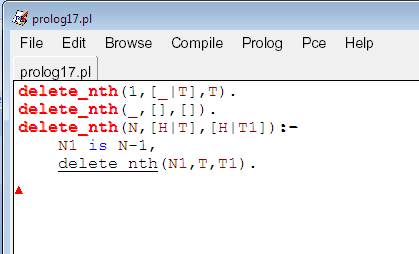 prolog17.pl
File Edit Browse Compile Prolog Pce Help
prolog17.pl
delete_nth(1,[_|T],T).
delete_nth(_,[],[]).
delete_nth(N,[H|T],[H|T1]):-
    N1 is N-1,
    delete_nth(N1,T,T1).